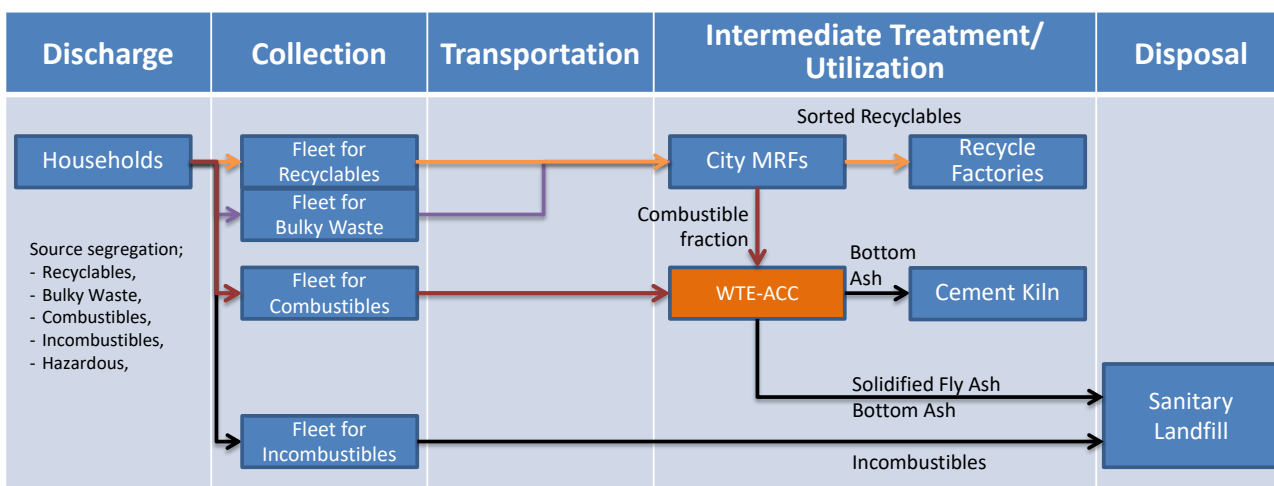 Discharge
Collection
Transportation
Intermediate Treatment/
Utilization
Disposal
Households
Source segregation;
- Recyclables,
- Bulky Waste,
- Combustibles,
- Incombustibles,
- Hazardous,
Fleet for
Recyclables
Fleet for
Bulky Waste
Fleet for
Combustibles
Fleet for
Incombustibles
Sorted Recyclables
City MRFs
Recycle
Factories
Combustible
fraction
Bottom
Ash
WTE-ACC
Cement Kiln
Solidified Fly Ash
Bottom Ash
Incombustibles
Sanitary
Landfill